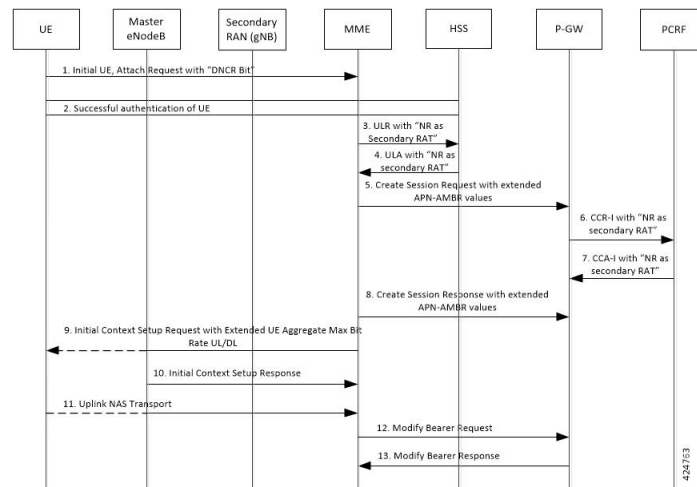 UE
Master
eNodeB
Secondary
RAN (gNB)
MME
HSS
P-GW
PCRF
1. Initial UE, Attach Request with “DNCR Bit”
2. Successful authentication of UE
3. ULR with “NR as
Secondary RAT”
4. ULA with “NR as
secondary RAT”
5. Create Session Request with extended
APN-AMBR values
6. CCR-I with “NR as
secondary RAT”
7. CCA-I with “NR as
secondary RAT”
8. Create Session Response with extended
APN-AMBR values
9. Initial Context Setup Request with Extended UE Aggregate Max Bit
Rate UL/DL
10. Initial Context Setup Response
11. Uplink NAS Transport
12. Modify Bearer Request
13. Modify Bearer Response
424763